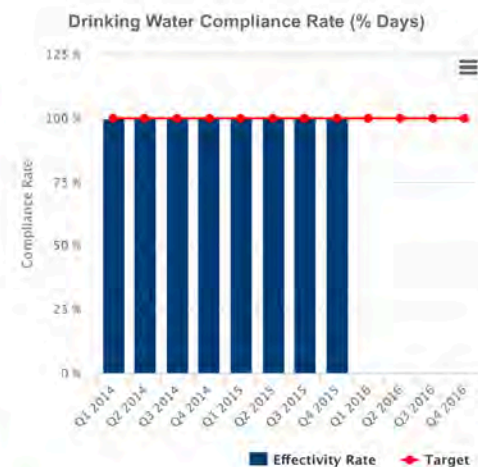 Drinking Water Compliance Rate (% Days)
125 %
100 %
75 %
50 %
25 %
0 %
Compliance Rate
Q1 2014
Q2 2014
Q3 2014
Q4 2014
Q1 2015
Q2 2015
Q3 2015
Q4 2015
Q1 2016
Q2 2016
Q3 2016
Q4 2016
Effectivity Rate
Target